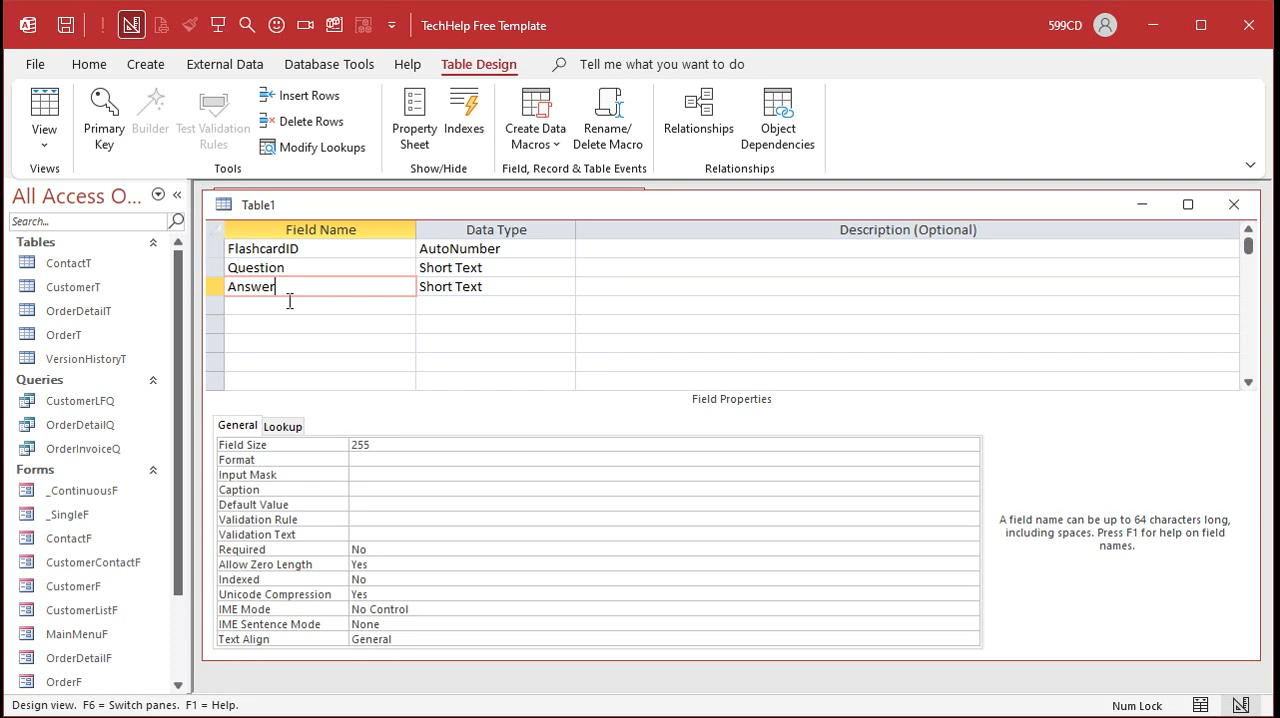 TechHelp Free Template
599CD
File Home Create External Data Database Tools Help Table Design Tell me what you want to do
View
Primary Key
Builder
Test Validation Rules
Insert Rows
Delete Rows
Modify Lookups
Property Sheet
Indexes
Create Data Macros
Rename/ Delete Macro
Relationships
Object Dependencies
Views Tools Show/Hide Field, Record & Table Events Relationships
All Access O...
Search...
Tables
ContactT
CustomerT
OrderDetailT
OrderT
VersionHistoryT
Queries
CustomerLFQ
OrderDetailQ
OrderInvoiceQ
Forms
_ContinuousF
_SingleF
ContactF
CustomerContactF
CustomerF
CustomerListF
MainMenuF
OrderDetailF
OrderF
Table1
Field Name Data Type Description (Optional)
FlashcardID AutoNumber
Question Short Text
Answer Short Text
Field Properties
General Lookup
Field Size 255
Format
Input Mask
Caption
Default Value
Validation Rule
Validation Text
Required No
Allow Zero Length Yes
Indexed No
Unicode Compression Yes
IME Mode No Control
IME Sentence Mode None
Text Align General
A field name can be up to 64 characters long,
including spaces. Press F1 for help on field
names.
Design view. F6 = Switch panes. F1 = Help.
Num Lock